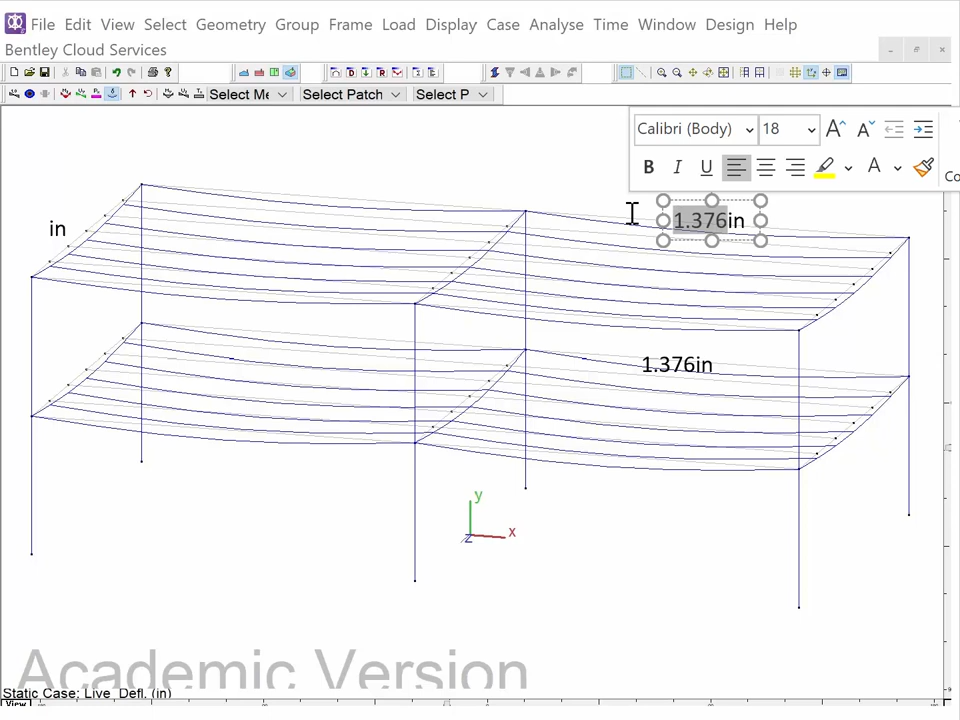 File Edit View Select Geometry Group Frame Load Display Case Analyse Time Window Design Help
Bentley Cloud Services
Select Me Select Patch Select P
Calibri (Body) 18
B I U A
Co
in
1.376in
1.376in
y
x
z
Academic Version
Static Case: Live Defl. (in)
View